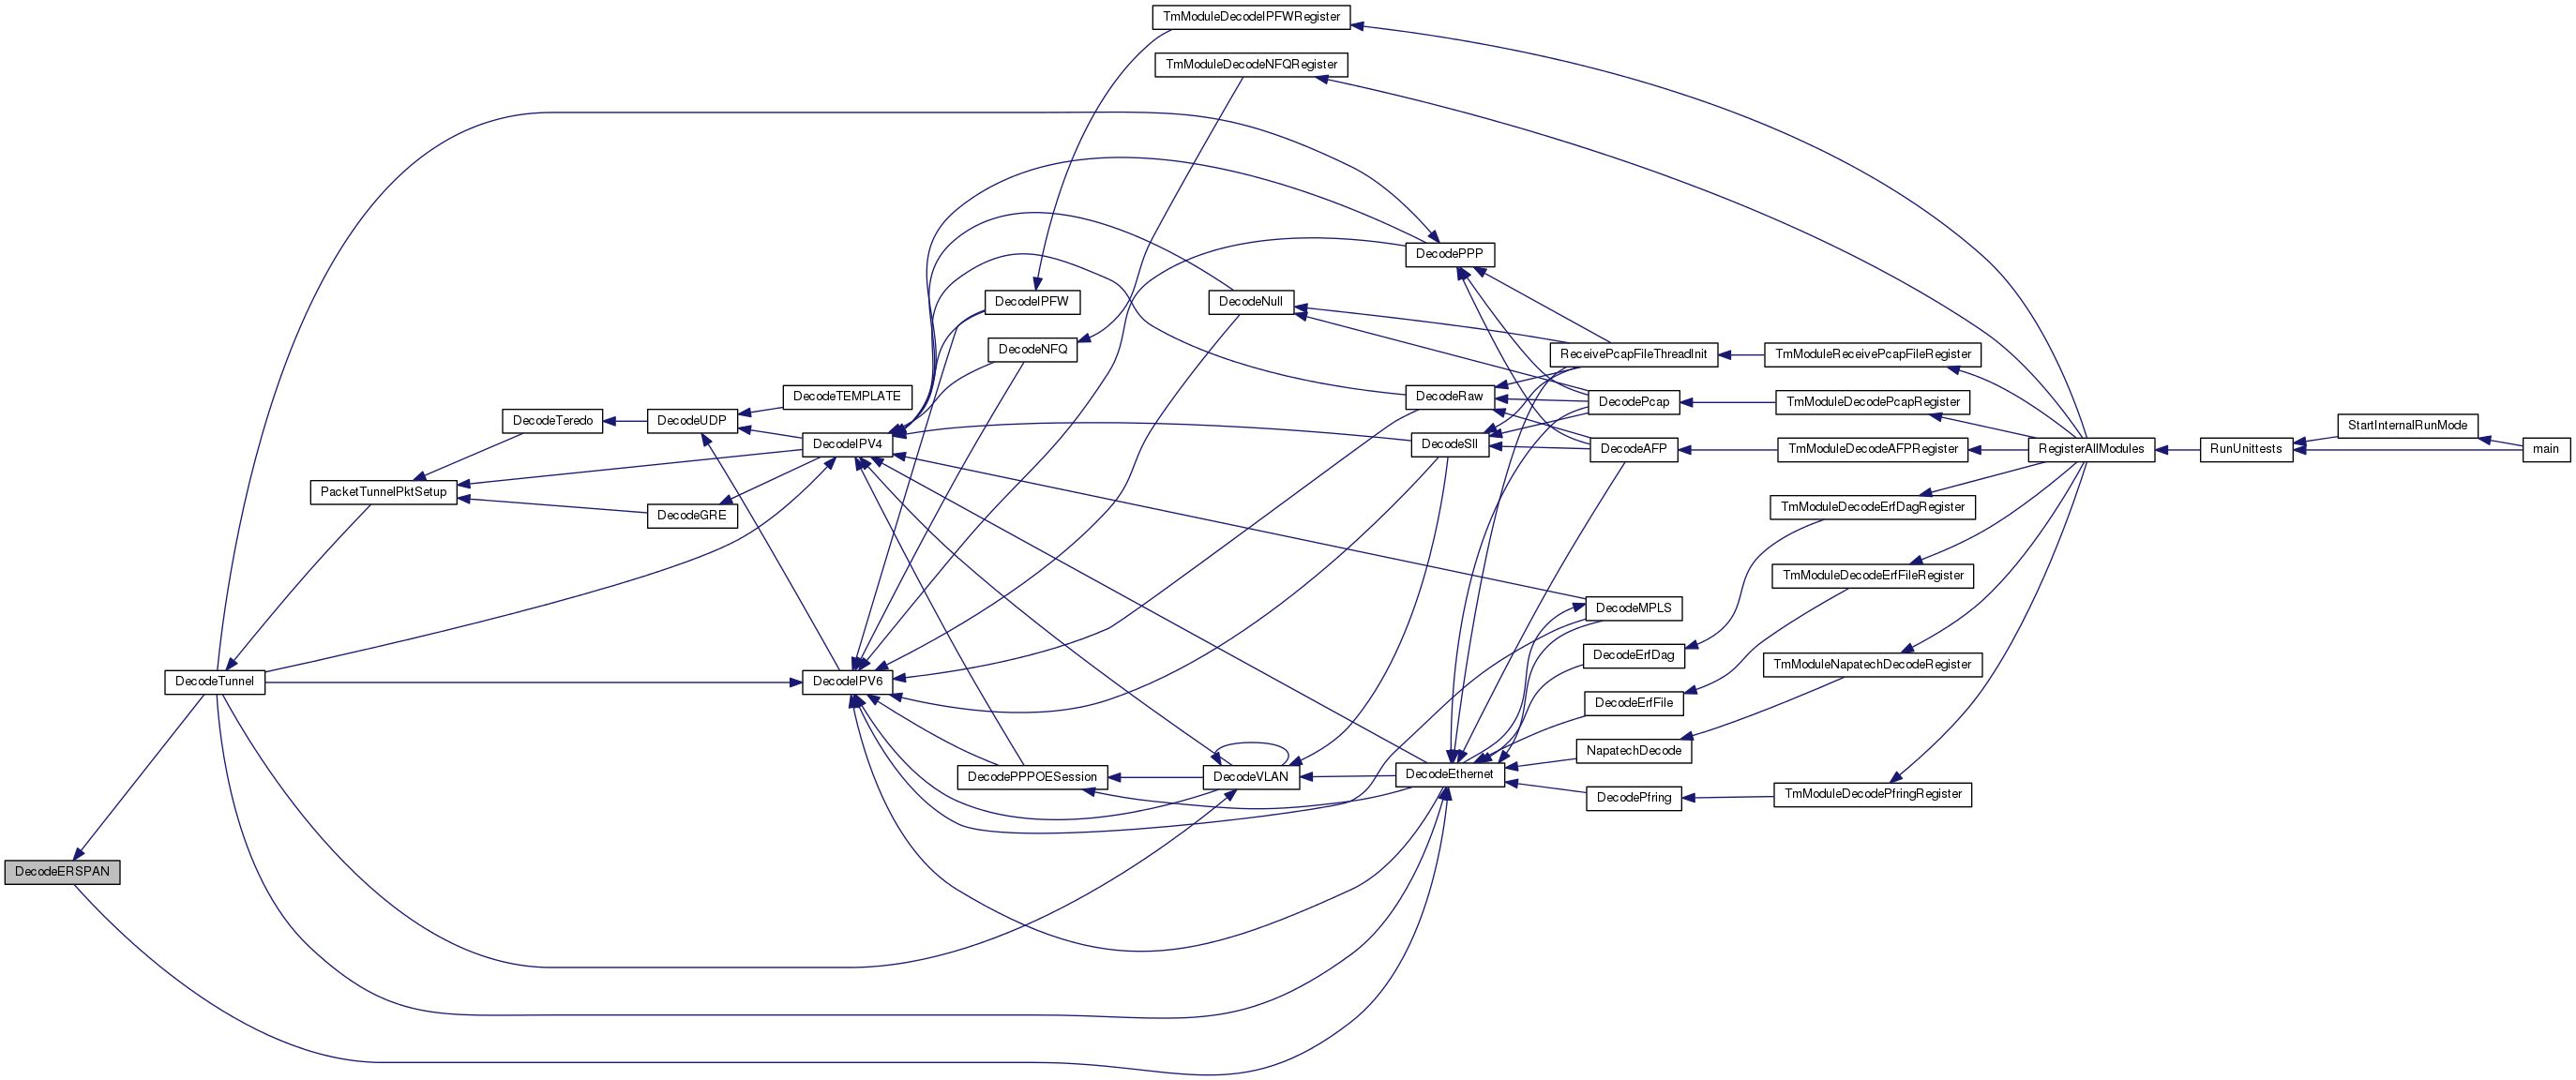 TmModuleDecodeIPFWRegister
TmModuleDecodeNFQRegister
DecodePPP
DecodeIPFW
DecodeNull
DecodeNFQ
ReceivePcapFileThreadInit
TmModuleReceivePcapFileRegister
DecodeTEMPLATE
DecodeRaw
DecodePcap
TmModuleDecodePcapRegister
DecodeTeredo
DecodeUDP
StartInternalRunMode
DecodeIPV4
DecodeSll
DecodeAFP
TmModuleDecodeAFPRegister
RegisterAllModules
RunUnittests
main
PacketTunnelPktSetup
DecodeGRE
TmModuleDecodeErfDagRegister
TmModuleDecodeErfFileRegister
DecodeMPLS
DecodeErfDag
TmModuleNapatechDecodeRegister
DecodeTunnel
DecodeIPV6
DecodeErfFile
NapatechDecode
DecodePPPOESession
DecodeVLAN
DecodeEthernet
DecodePfring
TmModuleDecodePfringRegister
DecodeERSPAN